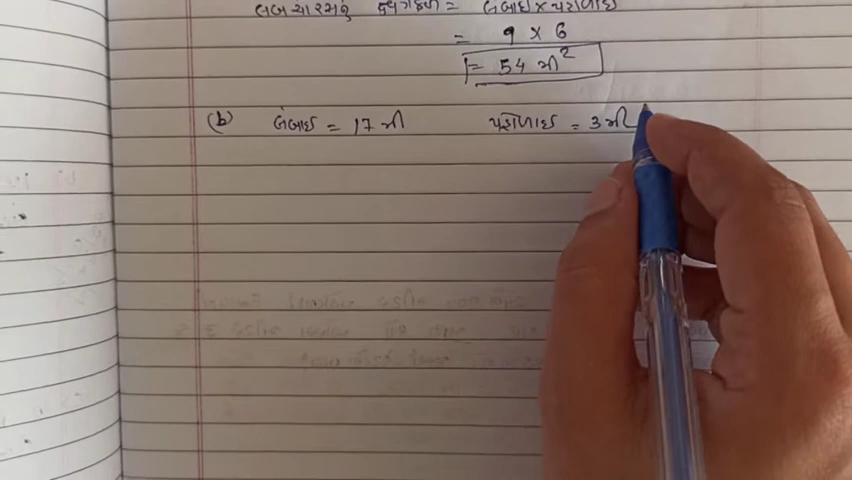 લંબચોરસનું ક્ષેત્રફળ = લંબાઇ × પહોળાઇ
= 9 × 6
= 54 મી²
(b) લંબાઇ = 17 મી પહોળાઇ = 3 મી